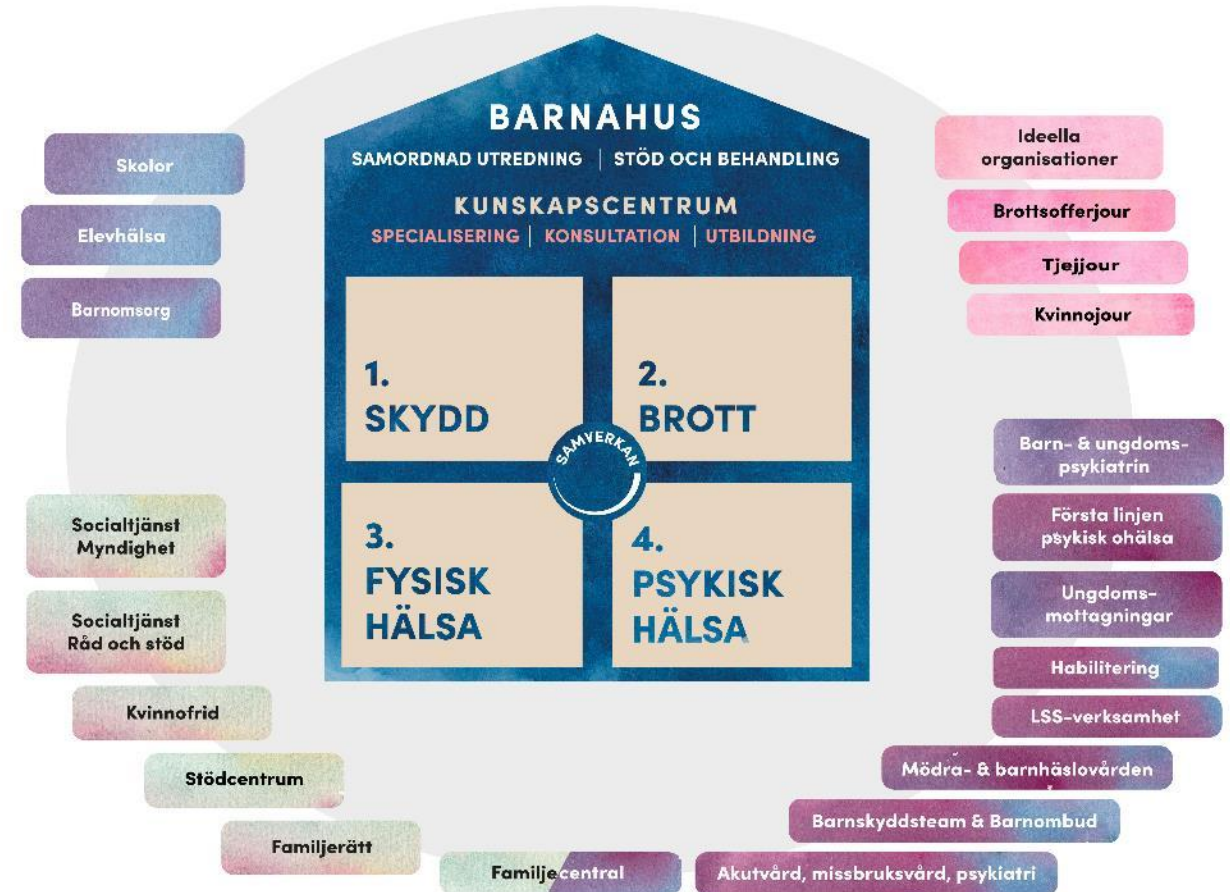 BARNAHUS
SAMORDNAD UTREDNING | STÖD OCH BEHANDLING
KUNSKAPSCENTRUM
SPECIALISERING | KONSULTATION | UTBILDNING
1.
SKYDD
2.
BROTT
SAMVERKAN
3.
FYSISK
HÄLSA
4.
PSYKISK
HÄLSA
Skolor
Elevhälsa
Barnomsorg
Socialtjänst
Myndighet
Socialtjänst
Råd och stöd
Kvinnofrid
Stödcentrum
Familjerätt
Familjecentral
Ideella
organisationer
Brottsofferjour
Tjejjour
Kvinnojour
Barn- & ungdoms-
psykiatrin
Första linjen
psykisk ohälsa
Ungdoms-
mottagningar
Habilitering
LSS-verksamhet
Mödra- & barnhäslovården
Barnskyddsteam & Barnombud
Akutvård, missbruksvård, psykiatri